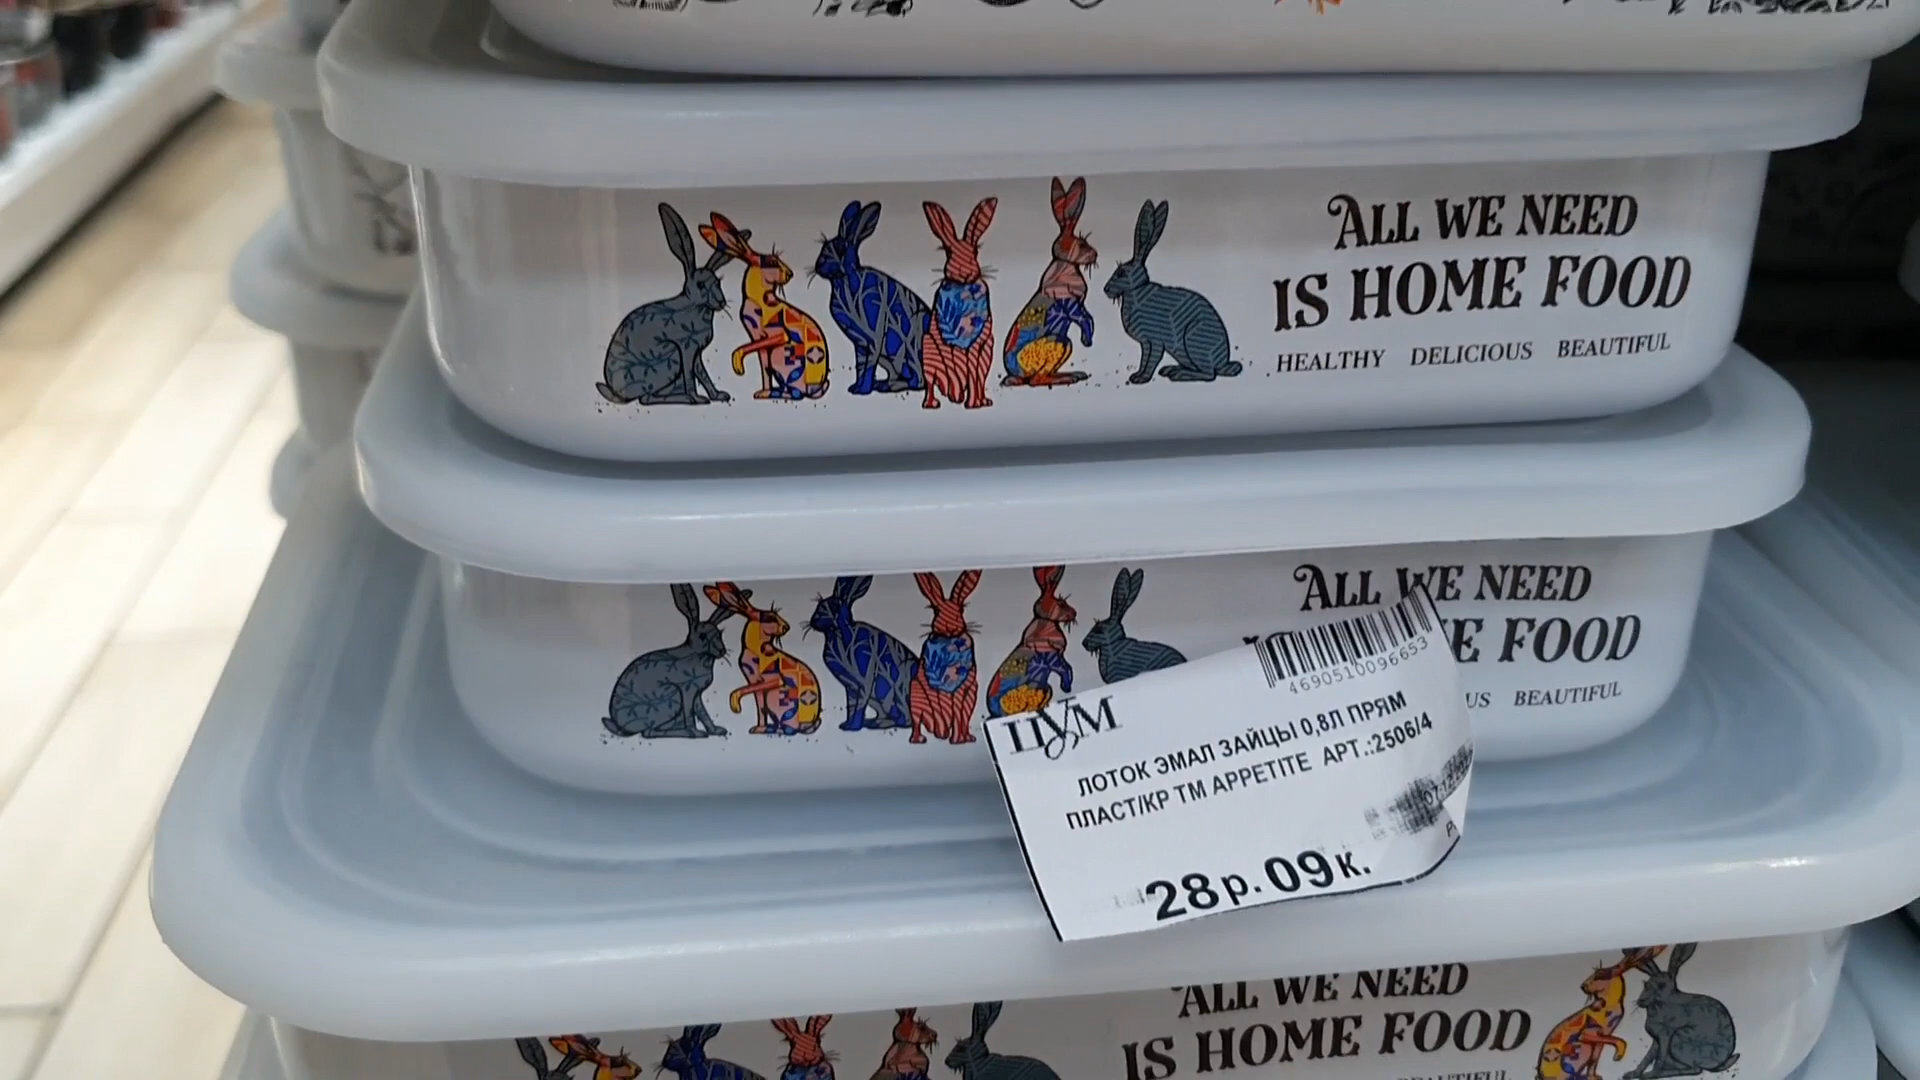 ALL WE NEED
IS HOME FOOD
HEALTHY DELICIOUS BEAUTIFUL
ALL WE NEED
FOOD
BEAUTIFUL
4690510096653
ЦУМ
ЛОТОК ЭМАЛ ЗАЙЦЫ 0,8Л ПРЯМ
ПЛАСТ/КР ТМ APPETITE АРТ.:2506/4
28р.09к.
ALL WE NEED
IS HOME FOOD
BEAUTIFUL